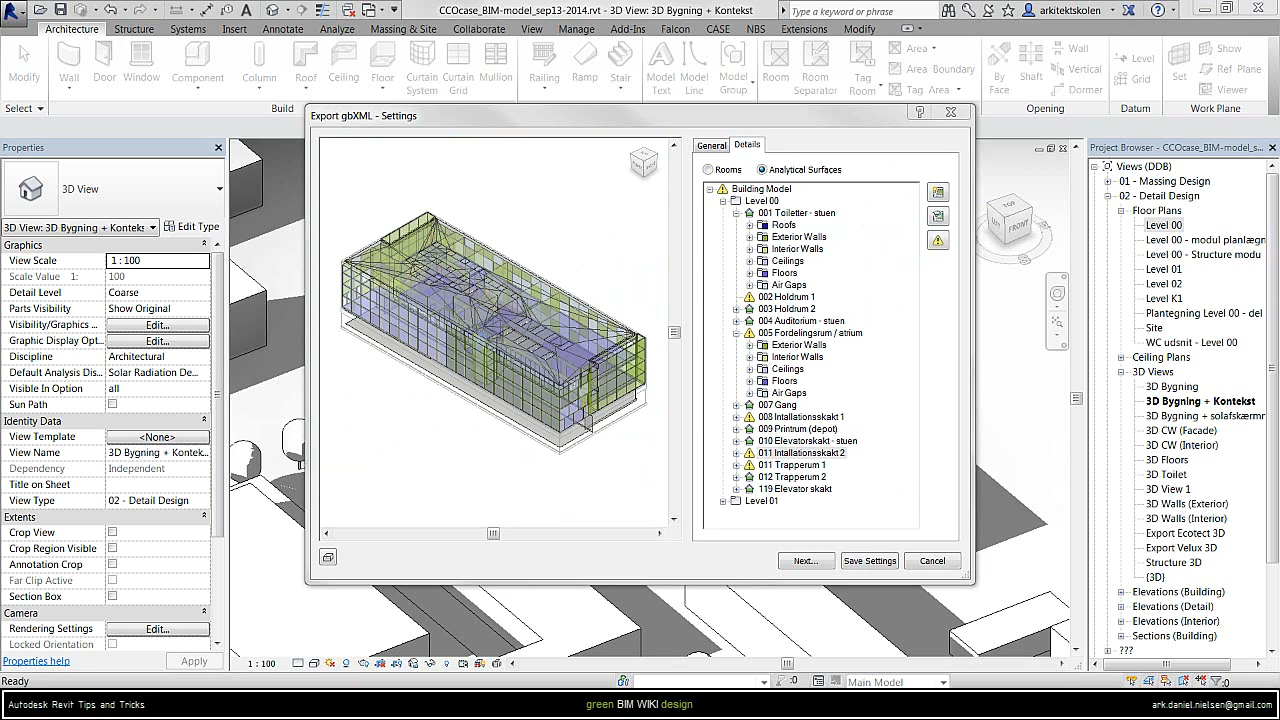 CCOcase_BIM-model_sep13-2014.rvt - 3D View: 3D Bygning + Kontekst
Type a keyword or phrase
arkitektskolen
Architecture Structure Systems Insert Annotate Analyze Massing & Site Collaborate View Manage Add-Ins Falcon CASE NBS Extensions Modify
Modify Wall Door Window Component Column Roof Ceiling Floor Curtain System Curtain Grid Mullion Railing Ramp Stair Model Text Model Line Model Group Room Room Separator Tag Room
Area
Area Boundary
Tag Area
By Face Shaft
Wall
Vertical
Dormer
Level
Grid
Set
Show
Ref Plane
Viewer
Select Build Opening Datum Work Plane
Properties
3D View
3D View: 3D Bygning + Konteks
Edit Type
Graphics
View Scale 1 : 100
Scale Value 1: 100
Detail Level Coarse
Parts Visibility Show Original
Visibility/Graphics ... Edit...
Graphic Display Opt... Edit...
Discipline Architectural
Default Analysis Dis... Solar Radiation De...
Visible In Option all
Sun Path
Identity Data
View Template <None>
View Name 3D Bygning + Kontek...
Dependency Independent
Title on Sheet
View Type 02 - Detail Design
Extents
Crop View
Crop Region Visible
Annotation Crop
Far Clip Active
Section Box
Camera
Rendering Settings Edit...
Locked Orientation
Properties help
Apply
Export gbXML - Settings
General Details
Rooms Analytical Surfaces
Building Model
Level 00
001 Toiletter - stuen
Roofs
Exterior Walls
Interior Walls
Ceilings
Floors
Air Gaps
002 Holdrum 1
003 Holdrum 2
004 Auditorium - stuen
005 Fordelingsrum / atrium
Exterior Walls
Interior Walls
Ceilings
Floors
Air Gaps
007 Gang
008 Intallationsskakt 1
009 Printrum (depot)
010 Elevatorskakt - stuen
011 Intallationsskakt 2
011 Trapperum 1
012 Trapperum 2
119 Elevator skakt
Level 01
Next... Save Settings Cancel
TOP
FRONT
Project Browser - CCOcase_BIM-model_s...
Views (DDB)
01 - Massing Design
02 - Detail Design
Floor Plans
Level 00
Level 00 - modul planlægn
Level 00 - Structure modu
Level 01
Level 02
Level K1
Plantegning Level 00 - del
Site
WC udsnit - Level 00
Ceiling Plans
3D Views
3D Bygning
3D Bygning + Kontekst
3D Bygning + solafskærmr
3D CW (Facade)
3D CW (Interior)
3D Floors
3D Toilet
3D View 1
3D Walls (Exterior)
3D Walls (Interior)
Export Ecotect 3D
Export Velux 3D
Structure 3D
{3D}
Elevations (Building)
Elevations (Detail)
Elevations (Interior)
Sections (Building)
???
1 : 100
Ready
:0
Main Model
:0
Autodesk Revit Tips and Tricks
green BIM WIKI design
ark.daniel.nielsen@gmail.com